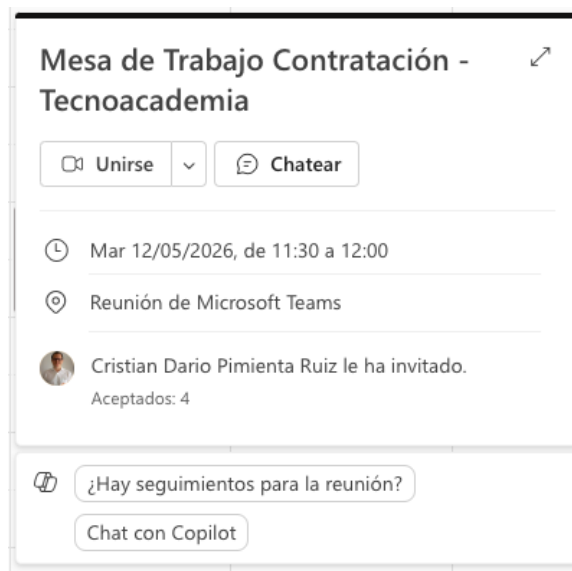 Mesa de Trabajo Contratación -
Tecnoacademia
Unirse
Chatear
Mar 12/05/2026, de 11:30 a 12:00
Reunión de Microsoft Teams
Cristian Dario Pimienta Ruiz le ha invitado.
Aceptados: 4
¿Hay seguimientos para la reunión?
Chat con Copilot